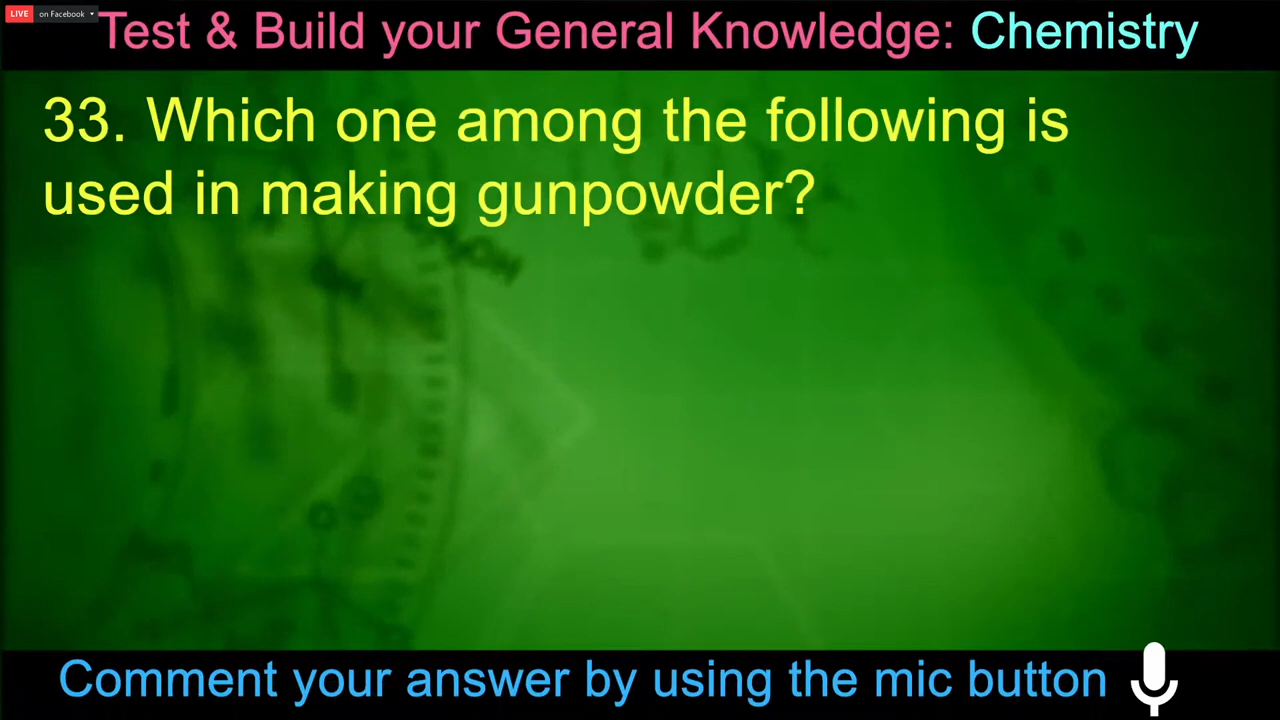 LIVE on Facebook
Test & Build your General Knowledge: Chemistry
33. Which one among the following is
used in making gunpowder?
Comment your answer by using the mic button